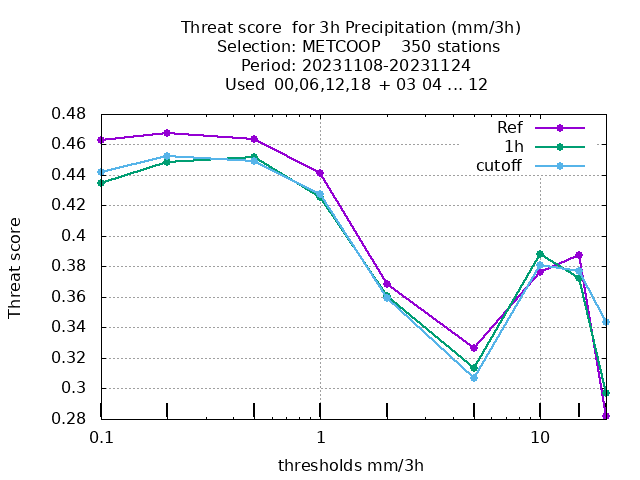 Threat score  for 3h Precipitation (mm/3h)
Selection: METCOOP    350 stations
Period: 20231108-20231124
Used  00,06,12,18  + 03 04 ... 12
Ref
1h
cutoff
Threat score
0.48
0.46
0.44
0.42
0.4
0.38
0.36
0.34
0.32
0.3
0.28
0.1 1 10
thresholds mm/3h